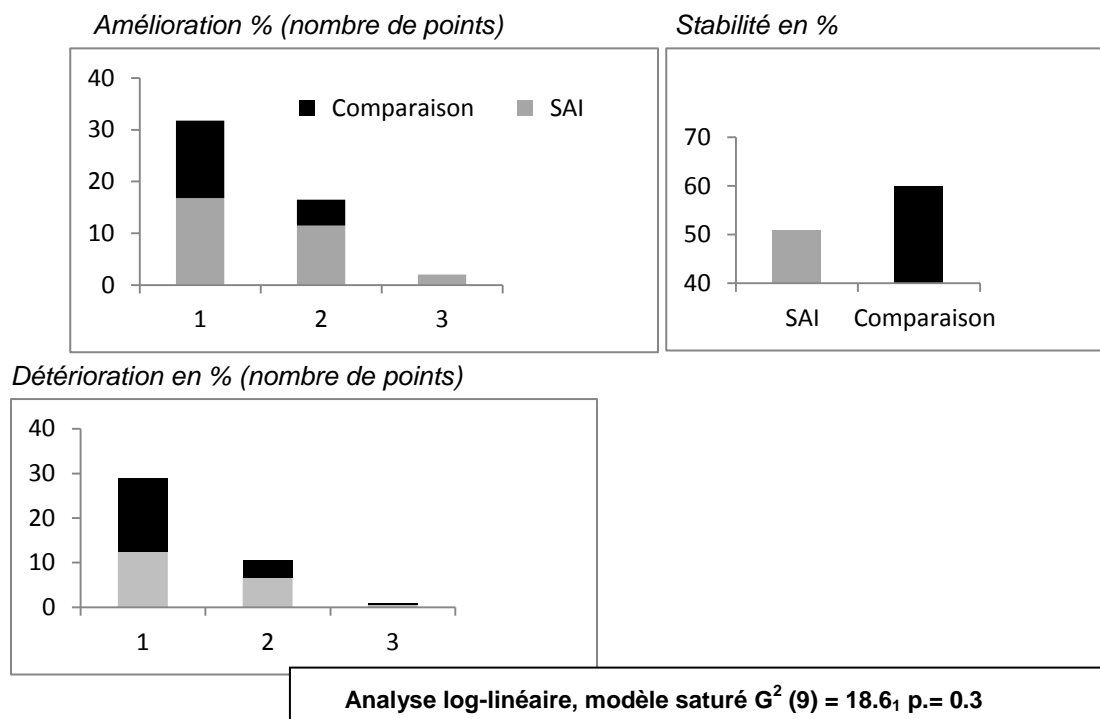 Amélioration % (nombre de points)
Stabilité en %
40
30
20
10
0
Comparaison
SAI
1 2 3
70
60
50
40
SAI Comparaison
Détérioration en % (nombre de points)
40
30
20
10
0
1 2 3
Analyse log-linéaire, modèle saturé G² (9) = 18.6₁ p.= 0.3